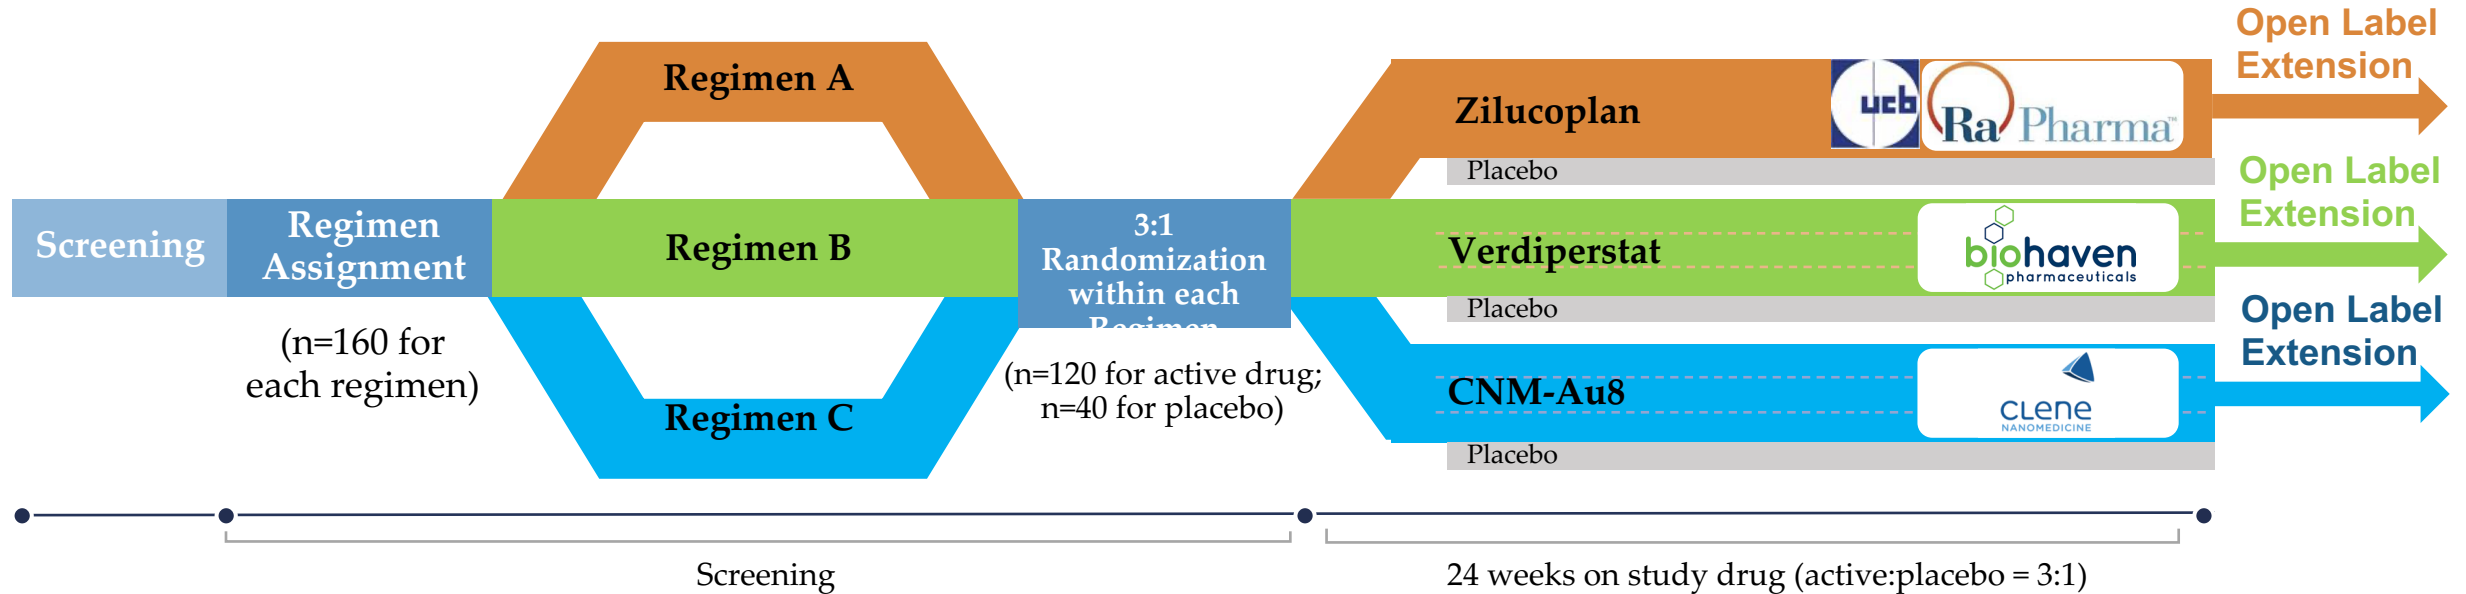 Screening
Regimen
Assignment
(n=160 for
each regimen)
Regimen A
Regimen B
Regimen C
3:1
Randomization
within each
Regimen
(n=120 for active drug;
n=40 for placebo)
Zilucoplan
ucb
Ra Pharma™
Placebo
Open Label
Extension
Verdiperstat
biohaven
pharmaceuticals
Placebo
Open Label
Extension
CNM-Au8
CLene
NANOMEDICINE
Placebo
Open Label
Extension
Screening
24 weeks on study drug (active:placebo = 3:1)